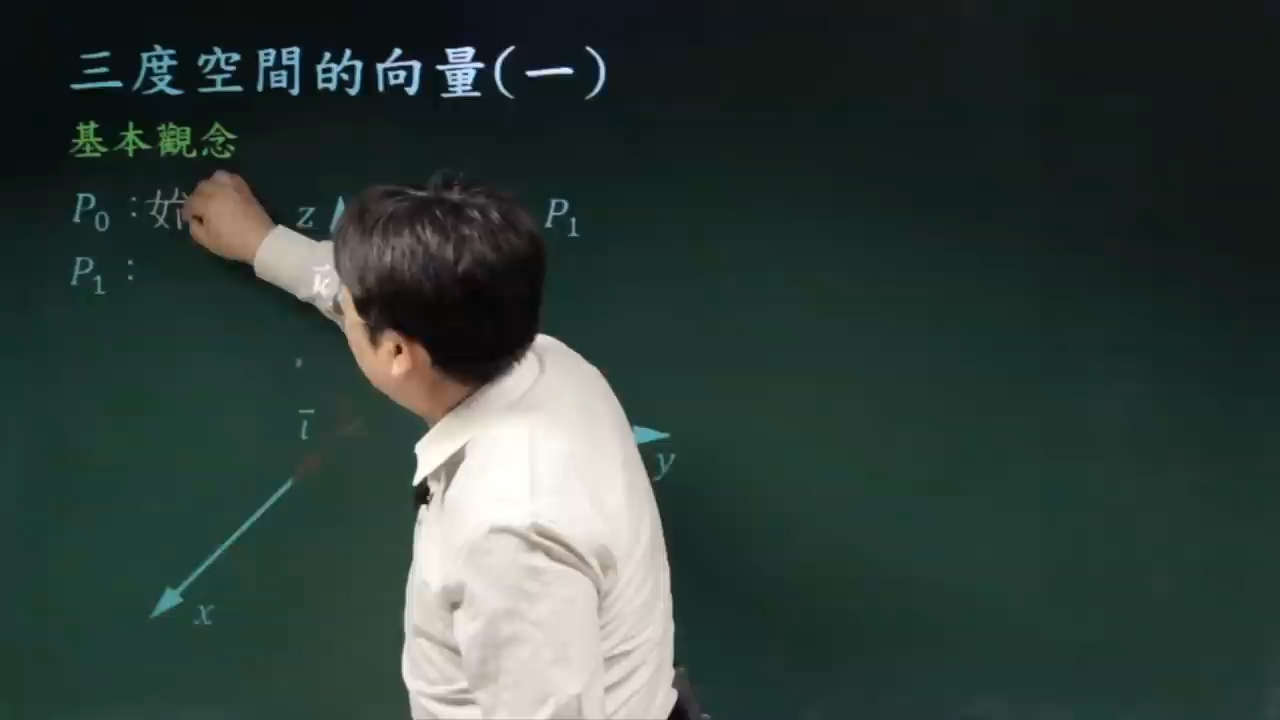 三度空間的向量(一)
基本觀念
P₀ : 始
P₁ :
z
P₁
k⃗
i⃗
y
x